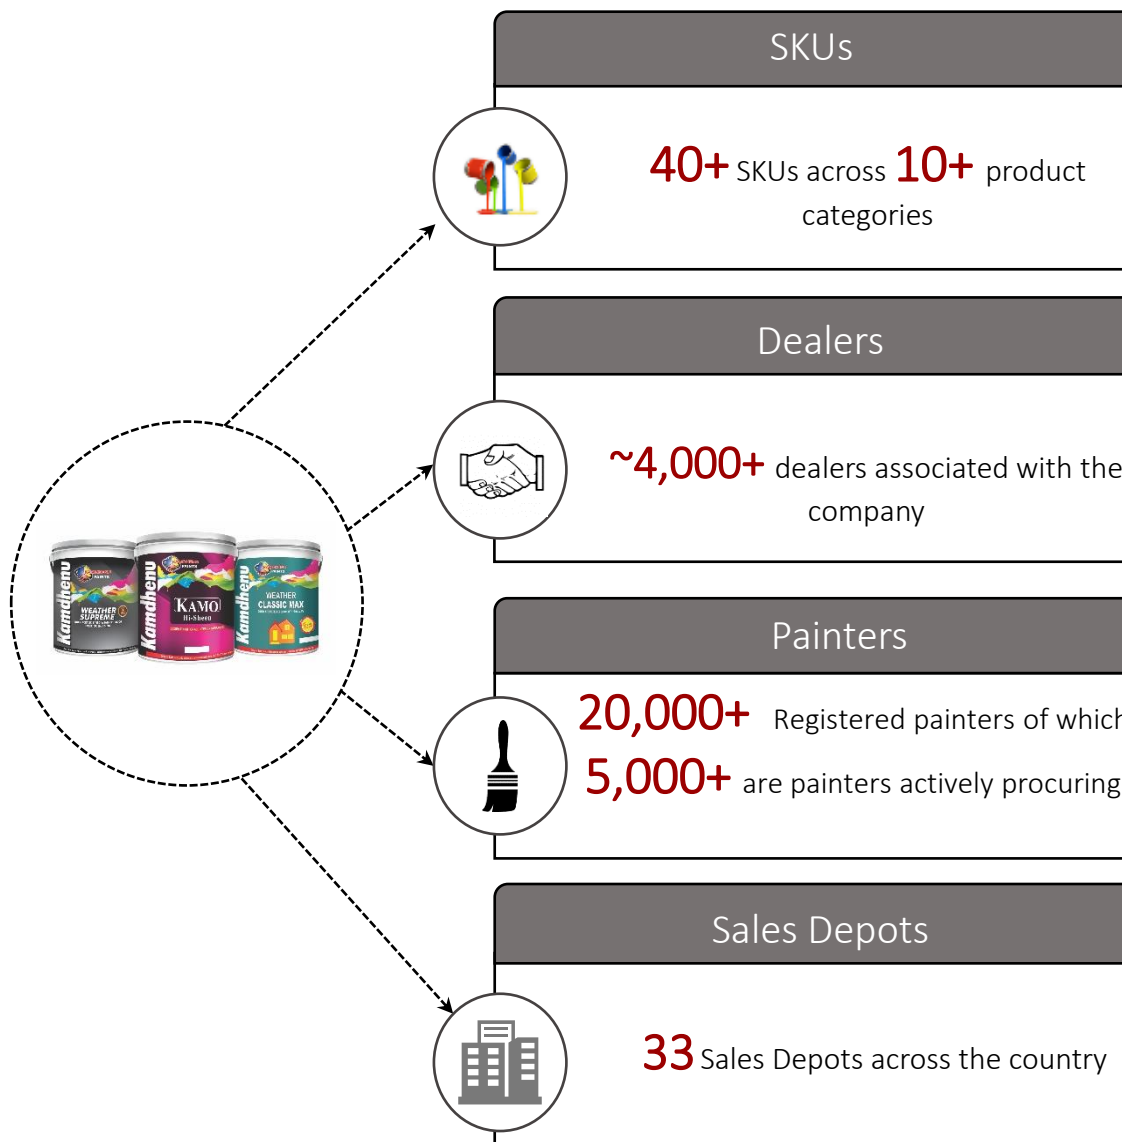 SKUs
40+ SKUs across 10+ product
categories
Dealers
~4,000+ dealers associated with the
company
Kamdhenu
WEATHER
SUPREME
Kamdhenu
KAMO
Hi-Sheen
Kamdhenu
WEATHER
CLASSIC MAX
Painters
20,000+ Registered painters of which
5,000+ are painters actively procuring
Sales Depots
33 Sales Depots across the country